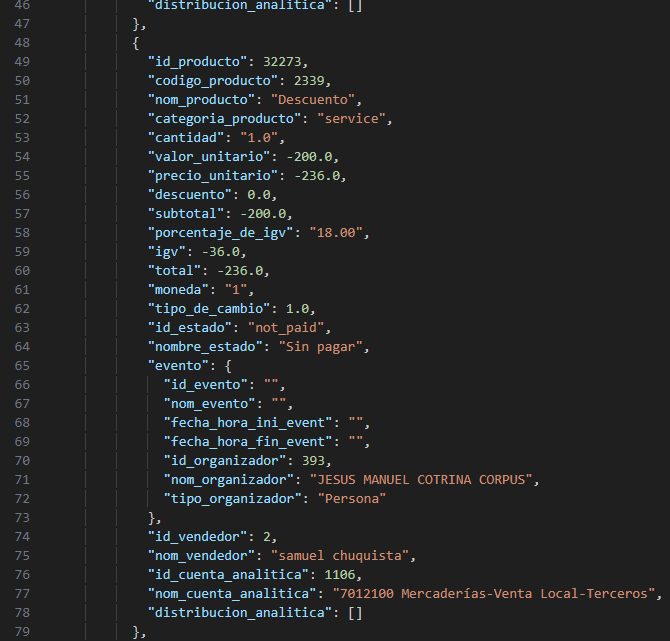 46 "distribucion_analitica": []
47 },
48 {
49 "id_producto": 32273,
50 "codigo_producto": 2339,
51 "nom_producto": "Descuento",
52 "categoria_producto": "service",
53 "cantidad": "1.0",
54 "valor_unitario": -200.0,
55 "precio_unitario": -236.0,
56 "descuento": 0.0,
57 "subtotal": -200.0,
58 "porcentaje_de_igv": "18.00",
59 "igv": -36.0,
60 "total": -236.0,
61 "moneda": "1",
62 "tipo_de_cambio": 1.0,
63 "id_estado": "not_paid",
64 "nombre_estado": "Sin pagar",
65 "evento": {
66 "id_evento": "",
67 "nom_evento": "",
68 "fecha_hora_ini_event": "",
69 "fecha_hora_fin_event": "",
70 "id_organizador": 393,
71 "nom_organizador": "JESUS MANUEL COTRINA CORPUS",
72 "tipo_organizador": "Persona"
73 },
74 "id_vendedor": 2,
75 "nom_vendedor": "samuel chuquista",
76 "id_cuenta_analitica": 1106,
77 "nom_cuenta_analitica": "7012100 Mercaderías-Venta Local-Terceros",
78 "distribucion_analitica": []
79 },